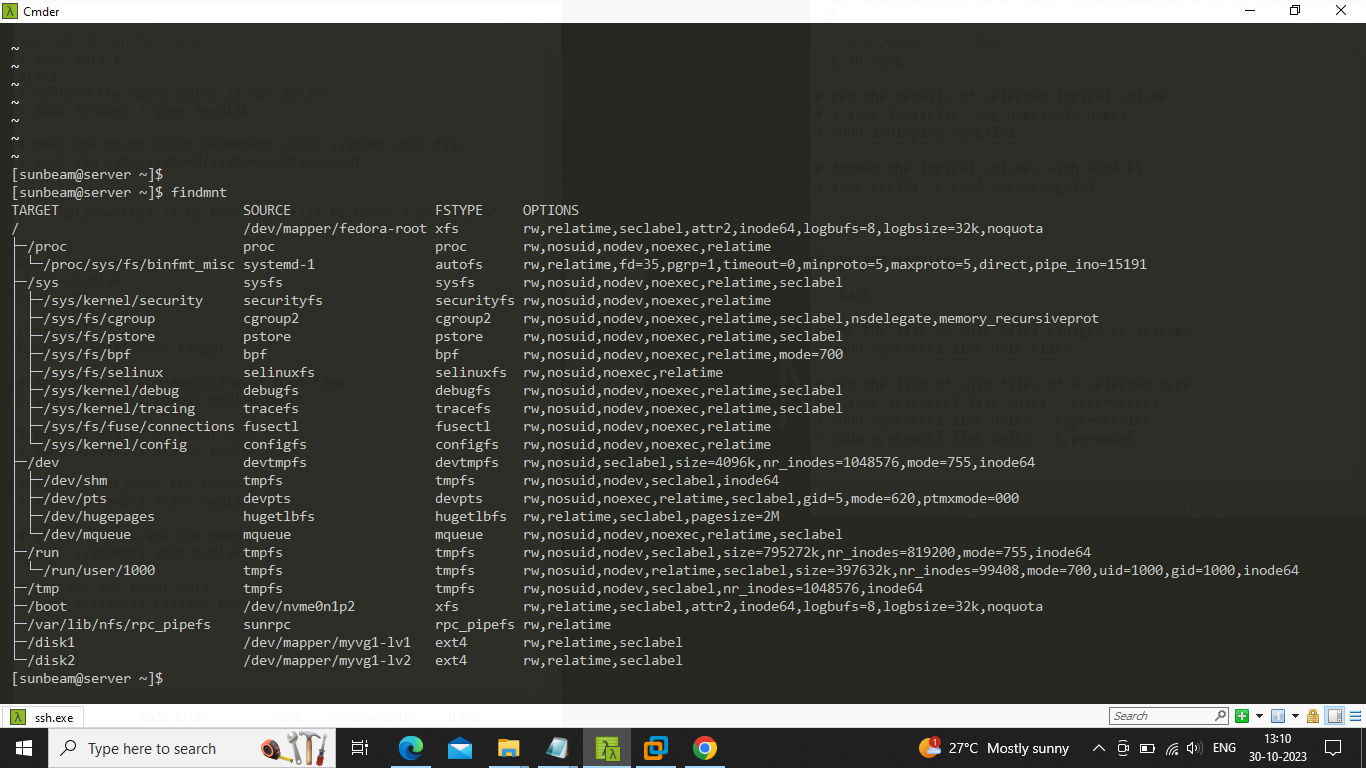 Cmder
~
~
~
~
~
~
~
[sunbeam@server ~]$
[sunbeam@server ~]$ findmnt
TARGET SOURCE FSTYPE OPTIONS
/ /dev/mapper/fedora-root xfs rw,relatime,seclabel,attr2,inode64,logbufs=8,logbsize=32k,noquota
├─/proc proc proc rw,nosuid,nodev,noexec,relatime
│ └─/proc/sys/fs/binfmt_misc systemd-1 autofs rw,relatime,fd=35,pgrp=1,timeout=0,minproto=5,maxproto=5,direct,pipe_ino=15191
├─/sys sysfs sysfs rw,nosuid,nodev,noexec,relatime,seclabel
│ ├─/sys/kernel/security securityfs securityfs rw,nosuid,nodev,noexec,relatime
│ ├─/sys/fs/cgroup cgroup2 cgroup2 rw,nosuid,nodev,noexec,relatime,seclabel,nsdelegate,memory_recursiveprot
│ ├─/sys/fs/pstore pstore pstore rw,nosuid,nodev,noexec,relatime,seclabel
│ ├─/sys/fs/bpf bpf bpf rw,nosuid,nodev,noexec,relatime,mode=700
│ ├─/sys/fs/selinux selinuxfs selinuxfs rw,nosuid,noexec,relatime
│ ├─/sys/kernel/debug debugfs debugfs rw,nosuid,nodev,noexec,relatime,seclabel
│ ├─/sys/kernel/tracing tracefs tracefs rw,nosuid,nodev,noexec,relatime,seclabel
│ ├─/sys/fs/fuse/connections fusectl fusectl rw,nosuid,nodev,noexec,relatime
│ └─/sys/kernel/config configfs configfs rw,nosuid,nodev,noexec,relatime
├─/dev devtmpfs devtmpfs rw,nosuid,seclabel,size=4096k,nr_inodes=1048576,mode=755,inode64
│ ├─/dev/shm tmpfs tmpfs rw,nosuid,nodev,seclabel,inode64
│ ├─/dev/pts devpts devpts rw,nosuid,noexec,relatime,seclabel,gid=5,mode=620,ptmxmode=000
│ ├─/dev/hugepages hugetlbfs hugetlbfs rw,relatime,seclabel,pagesize=2M
│ └─/dev/mqueue mqueue mqueue rw,nosuid,nodev,noexec,relatime,seclabel
├─/run tmpfs tmpfs rw,nosuid,nodev,seclabel,size=795272k,nr_inodes=819200,mode=755,inode64
│ └─/run/user/1000 tmpfs tmpfs rw,nosuid,nodev,relatime,seclabel,size=397632k,nr_inodes=99408,mode=700,uid=1000,gid=1000,inode64
├─/tmp tmpfs tmpfs rw,nosuid,nodev,seclabel,nr_inodes=1048576,inode64
├─/boot /dev/nvme0n1p2 xfs rw,relatime,seclabel,attr2,inode64,logbufs=8,logbsize=32k,noquota
├─/var/lib/nfs/rpc_pipefs sunrpc rpc_pipefs rw,relatime
├─/disk1 /dev/mapper/myvg1-lv1 ext4 rw,relatime,seclabel
└─/disk2 /dev/mapper/myvg1-lv2 ext4 rw,relatime,seclabel
[sunbeam@server ~]$
ssh.exe
Search
Type here to search
1
27°C Mostly sunny
ENG
13:10
30-10-2023